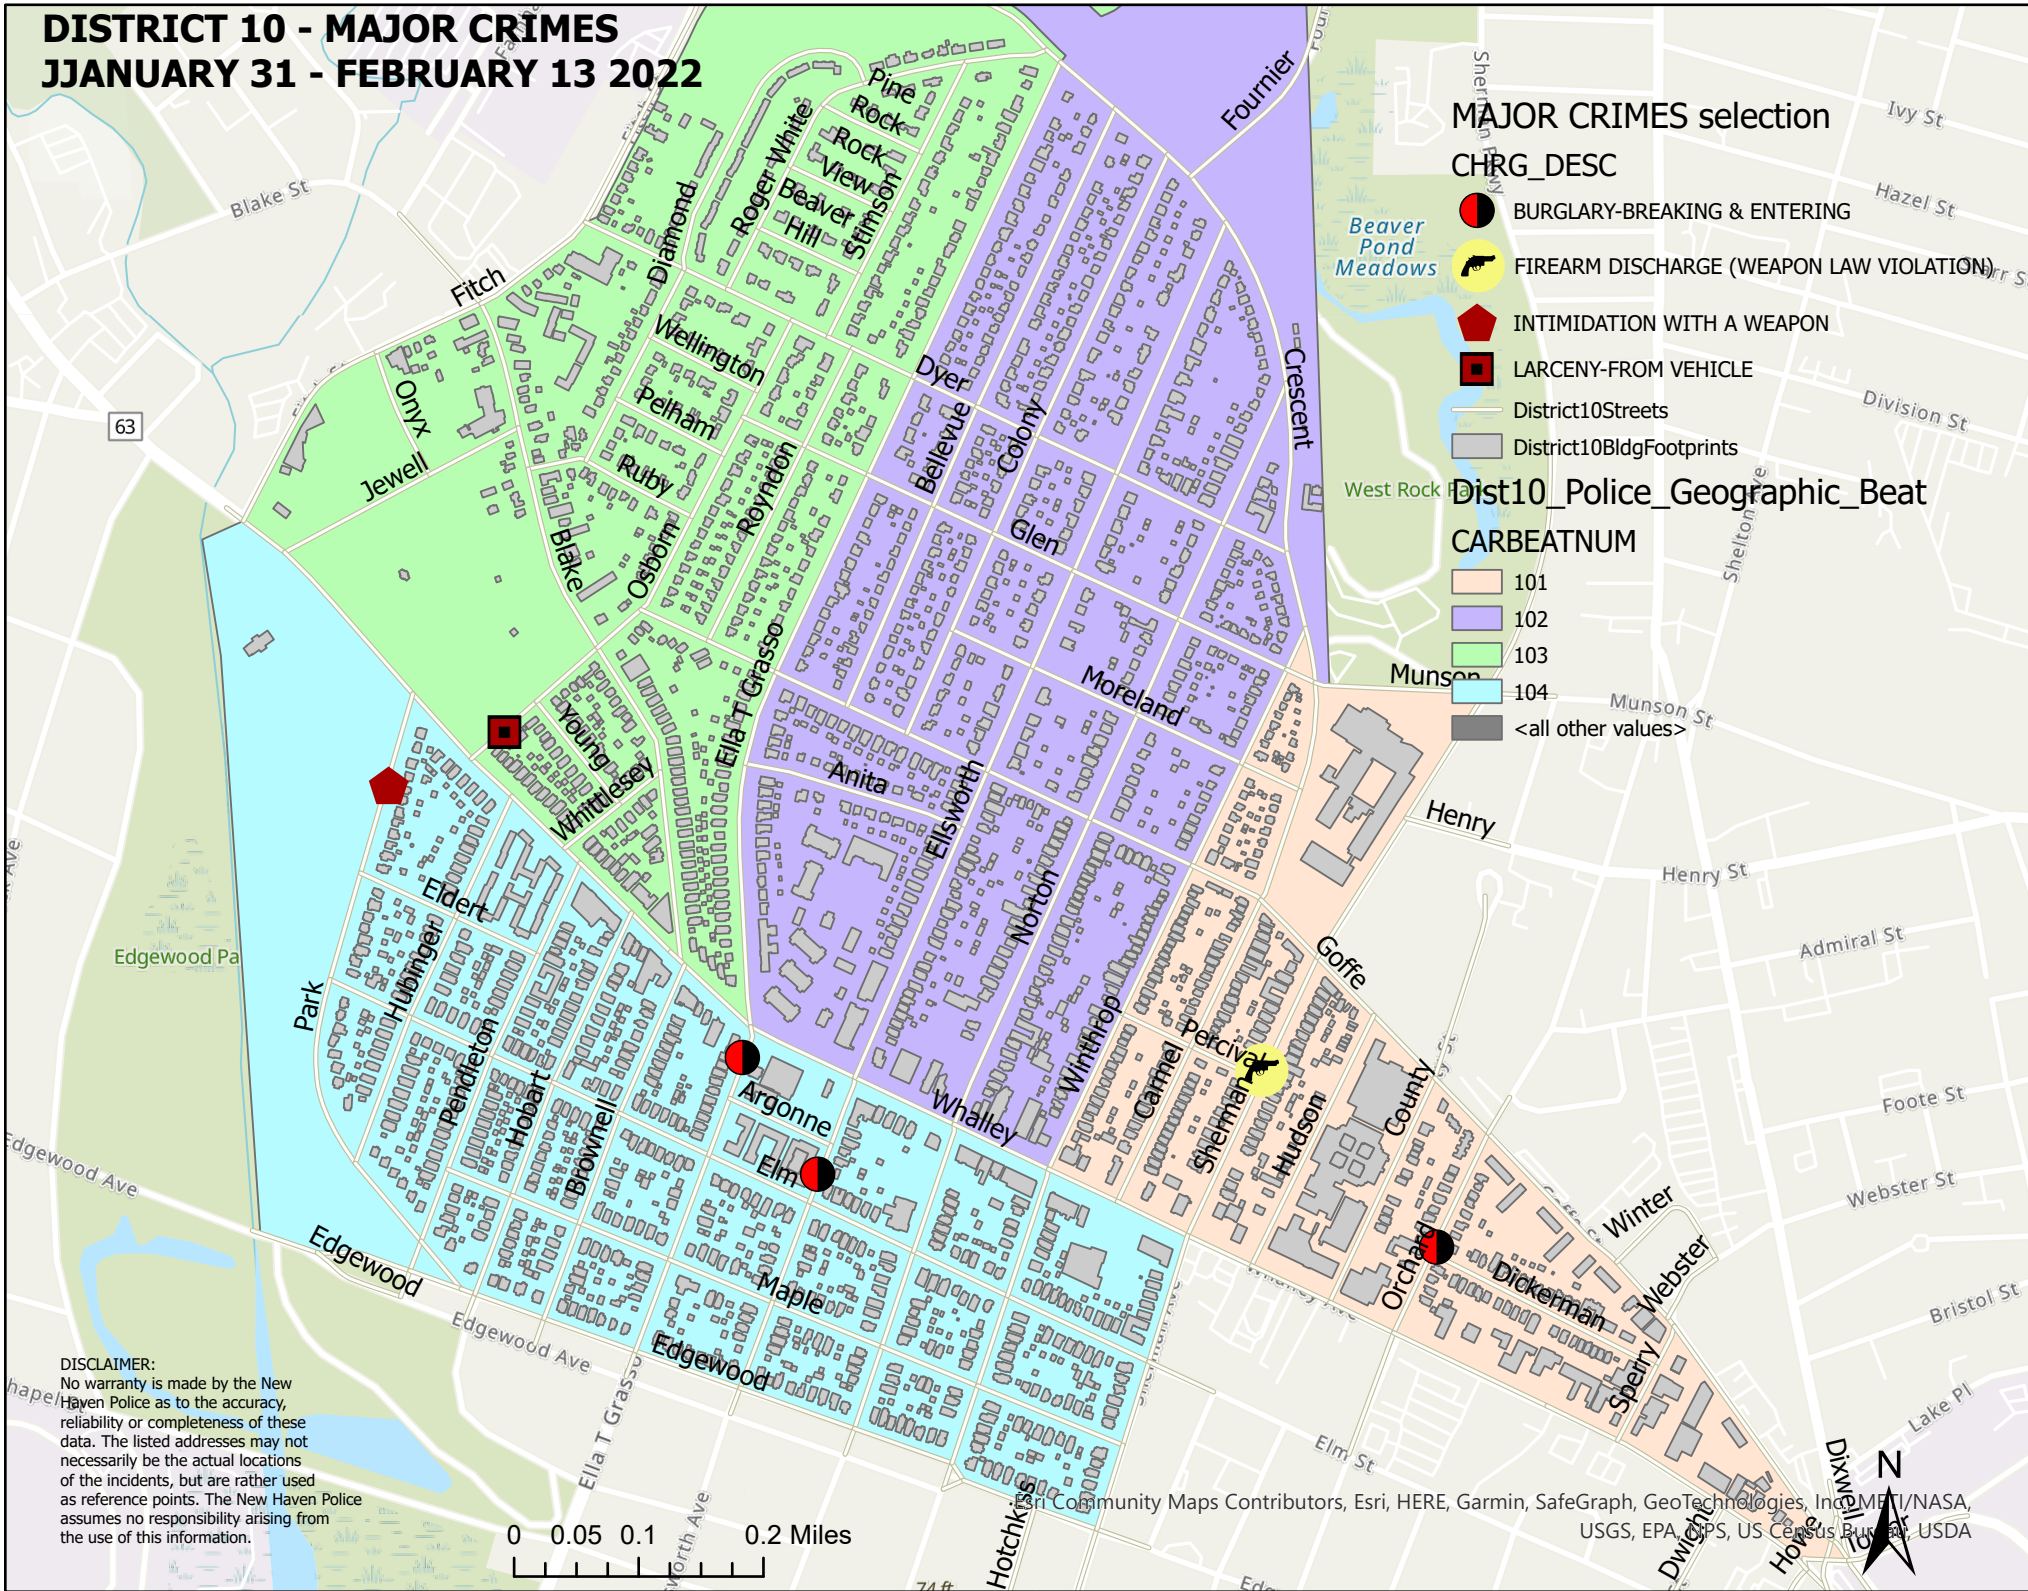 DISTRICT 10 - MAJOR CRIMES
JJANUARY 31 - FEBRUARY 13 2022
MAJOR CRIMES selection
CHRG_DESC
BURGLARY-BREAKING & ENTERING
FIREARM DISCHARGE (WEAPON LAW VIOLATION)
INTIMIDATION WITH A WEAPON
LARCENY-FROM VEHICLE
District10Streets
District10BldgFootprints
Dist10_Police_Geographic_Beat
CARBEATNUM
101
102
103
104
<all other values>
Fournier
Pine
Rock
Rock
View
Beaver
Hill
Roger White
Stimson
Diamond
Blake St
Fitch
Wellington
Pelham
Ruby
Onyx
Jewell
63
Blake
Osborn
Royndon
Dyer
Bellevue
Colony
Crescent
Glen
Moreland
Ella T Grasso
Young
Whittlesey
Anita
Ellsworth
Norton
Winthrop
Munson
Munson St
Henry
Henry St
Goffe
Percival
Carmel
Sherman
Hudson
County
Orchard
Dickerman
Winter
Webster
Sperry
Eldert
Hubinger
Park
Pendleton
Hobart
Brownell
Argonne
Elm
Whalley
Maple
Edgewood
Edgewood
Edgewood Ave
Edgewood Ave
Edgewood Pa
Ella T Grasso
Hotchkiss
Elm St
Whalley Ave
Goffe St
Dixwell
Dwight
Howe
Beaver
Pond
Meadows
West Rock Park
Ivy St
Hazel St
Starr S
Division St
Shelton Ave
Admiral St
Foote St
Webster St
Bristol St
Lake Pl
74 ft
DISCLAIMER:
No warranty is made by the New
Haven Police as to the accuracy,
reliability or completeness of these
data. The listed addresses may not
necessarily be the actual locations
of the incidents, but are rather used
as reference points. The New Haven Police
assumes no responsibility arising from
the use of this information.
0 0.05 0.1 0.2 Miles
N
Esri Community Maps Contributors, Esri, HERE, Garmin, SafeGraph, GeoTechnologies, Inc, METI/NASA,
USGS, EPA, NPS, US Census Bureau, USDA